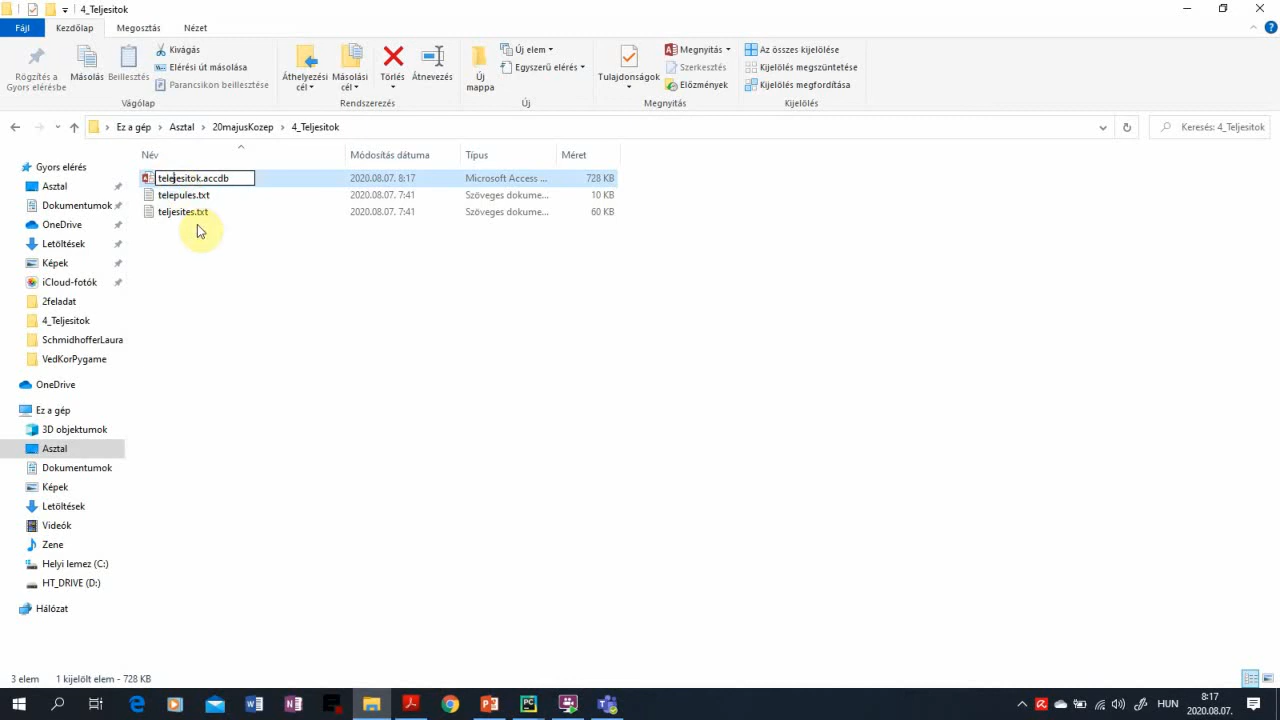 4_Teljesitok
Fájl Kezdőlap Megosztás Nézet
Rögzítés a Gyors elérésbe
Másolás
Beillesztés
Kivágás
Elérési út másolása
Parancsikon beillesztése
Vágólap
Áthelyezési cél
Másolási cél
Törlés
Átnevezés
Rendszerezés
Új mappa
Új elem
Egyszerű elérés
Új
Tulajdonságok
Megnyitás
Szerkesztés
Előzmények
Megnyitás
Az összes kijelölése
Kijelölés megszüntetése
Kijelölés megfordítása
Kijelölés
Ez a gép > Asztal > 20majusKozep > 4_Teljesitok
Keresés: 4_Teljesitok
Név Módosítás dátuma Típus Méret
telejesitok.accdb 2020.08.07. 8:17 Microsoft Access ... 728 KB
telepules.txt 2020.08.07. 7:41 Szöveges dokume... 10 KB
teljesites.txt 2020.08.07. 7:41 Szöveges dokume... 60 KB
Gyors elérés
Asztal
Dokumentumok
OneDrive
Letöltések
Képek
iCloud-fotók
2feladat
4_Teljesitok
SchmidhofferLaura
VedKorPygame
OneDrive
Ez a gép
3D objektumok
Asztal
Dokumentumok
Képek
Letöltések
Videók
Zene
Helyi lemez (C:)
HT_DRIVE (D:)
Hálózat
3 elem 1 kijelölt elem - 728 KB
HUN
8:17
2020.08.07.